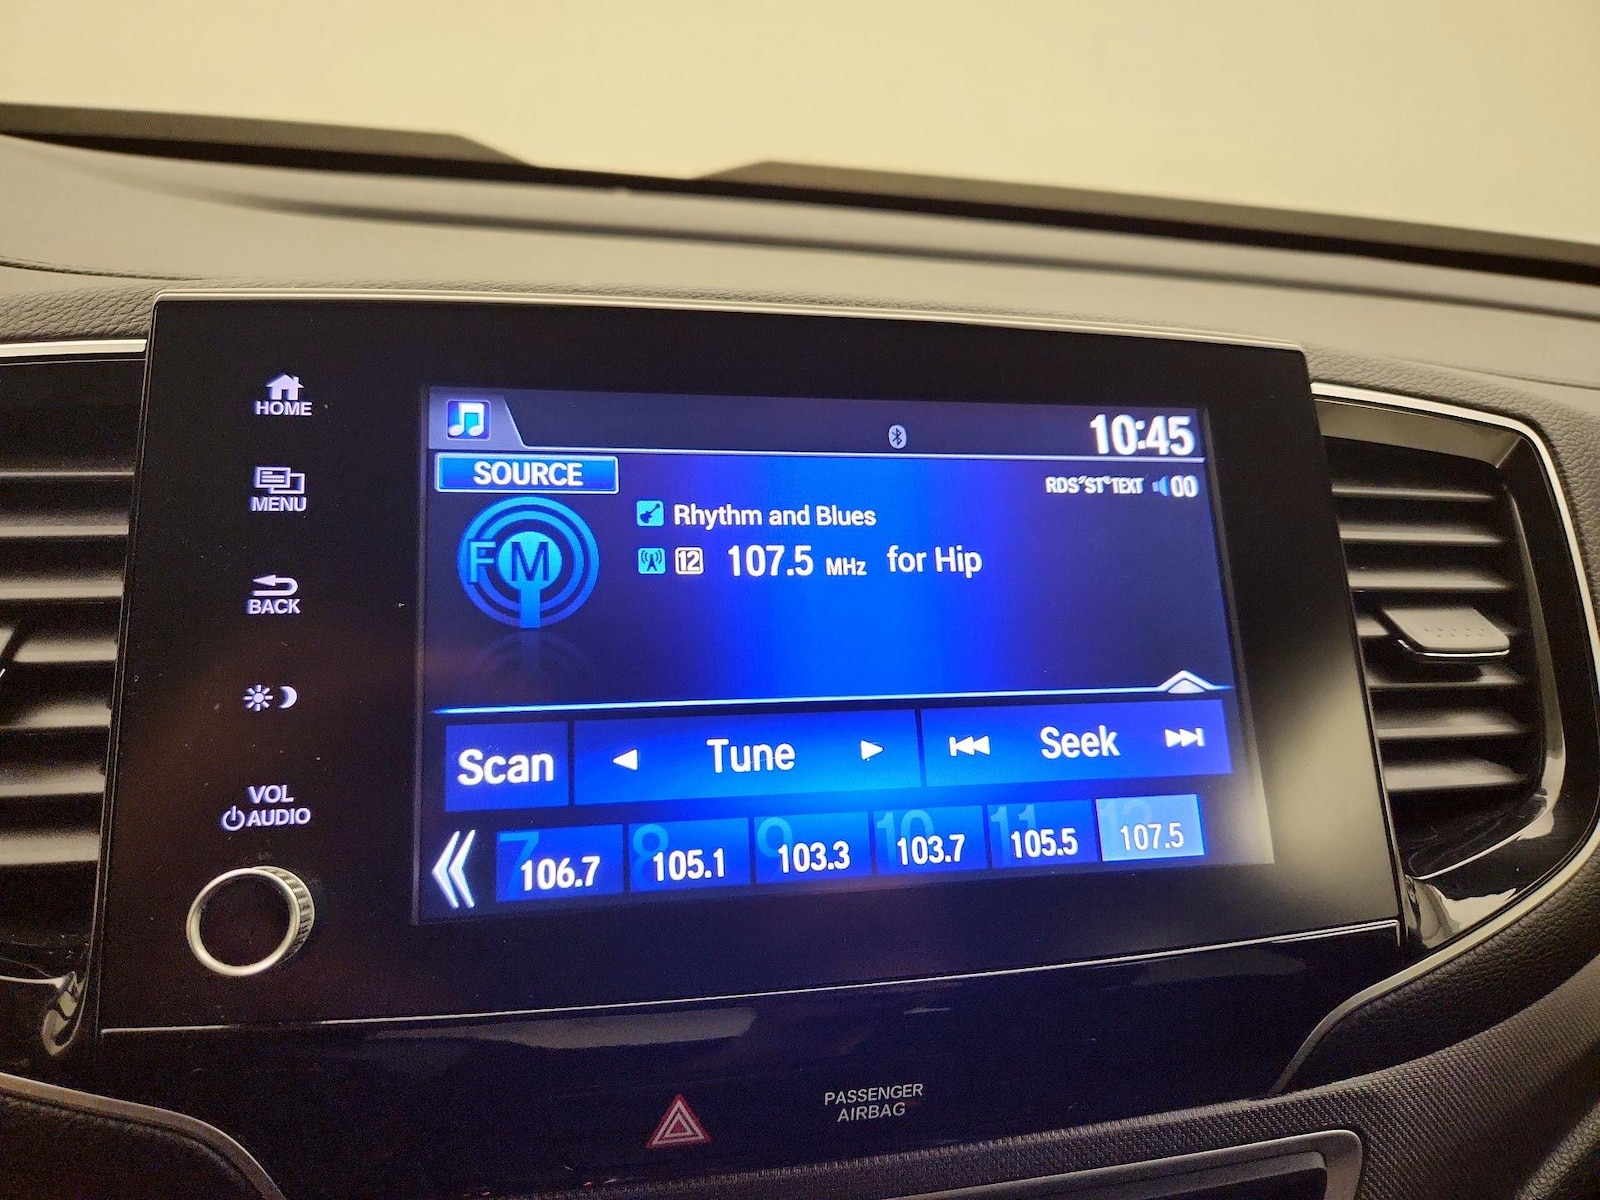 HOME
MENU
BACK
VOL
AUDIO
10:45
SOURCE
RDS ST TEXT 00
FM
Rhythm and Blues
12 107.5 MHz for Hip
Scan Tune Seek
7 106.7
8 105.1
9 103.3
10 103.7
11 105.5
12 107.5
PASSENGER
AIRBAG